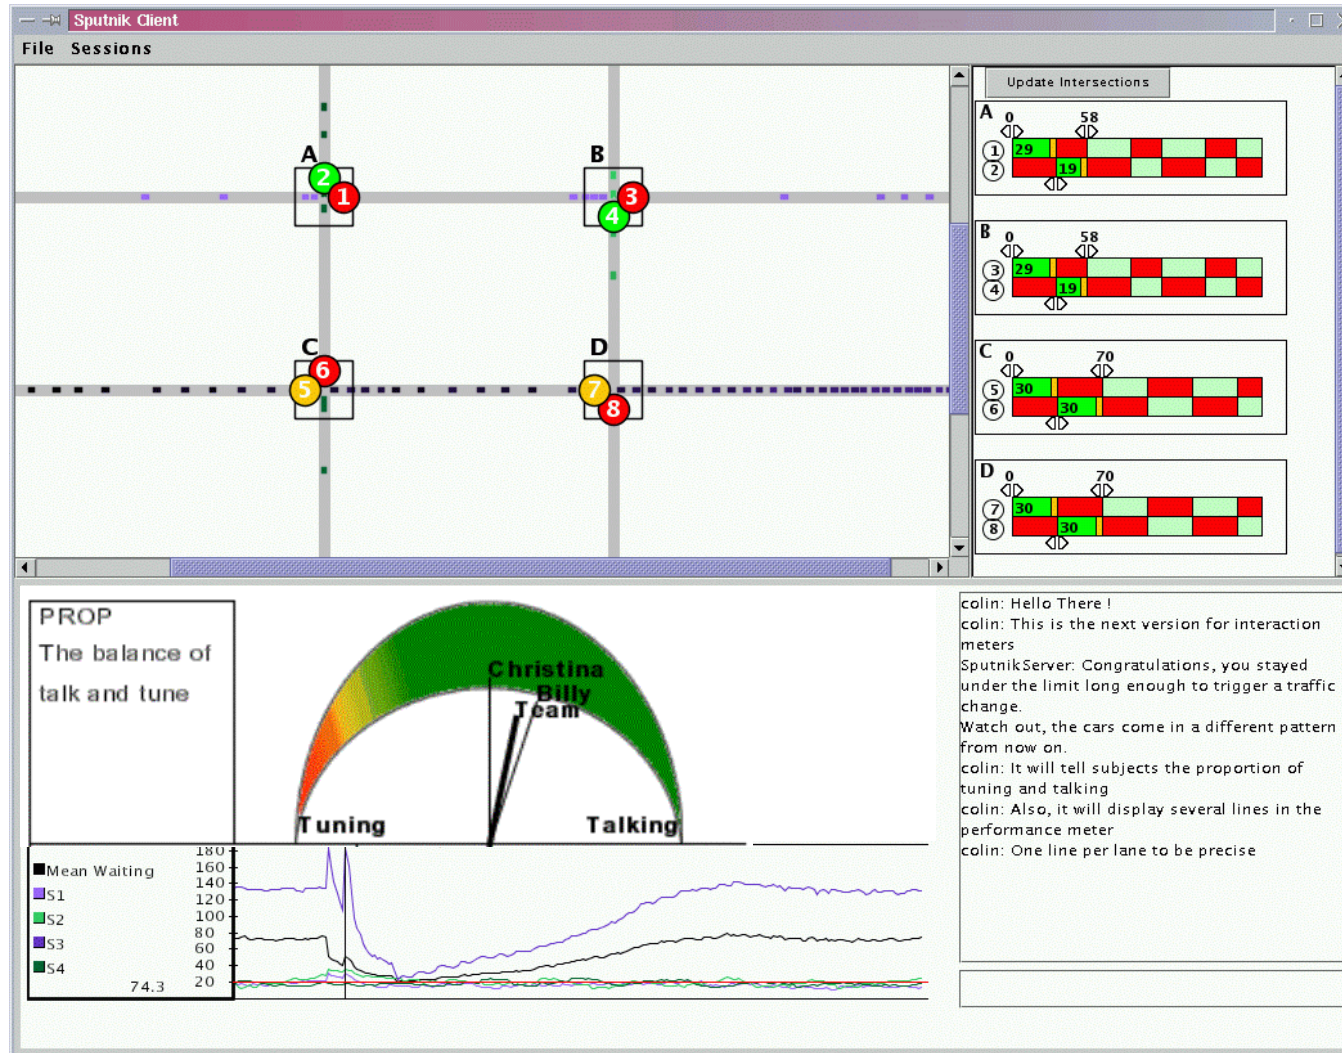 Sputnik Client
File Sessions
A
2
1
B
3
4
C
6
5
D
7
8
Update Intersections
A
0 58
1 29
2 19
B
0 58
3 29
4 19
C
0 70
5 30
6 30
D
0 70
7 30
8 30
PROP
The balance of
talk and tune
Christina
Billy
Team
Tuning Talking
Mean Waiting
S1
S2
S3
S4
74.3
180
160
140
120
100
80
60
40
20
colin: Hello There !
colin: This is the next version for interaction
meters
SputnikServer: Congratulations, you stayed
under the limit long enough to trigger a traffic
change.
Watch out, the cars come in a different pattern
from now on.
colin: It will tell subjects the proportion of
tuning and talking
colin: Also, it will display several lines in the
performance meter
colin: One line per lane to be precise